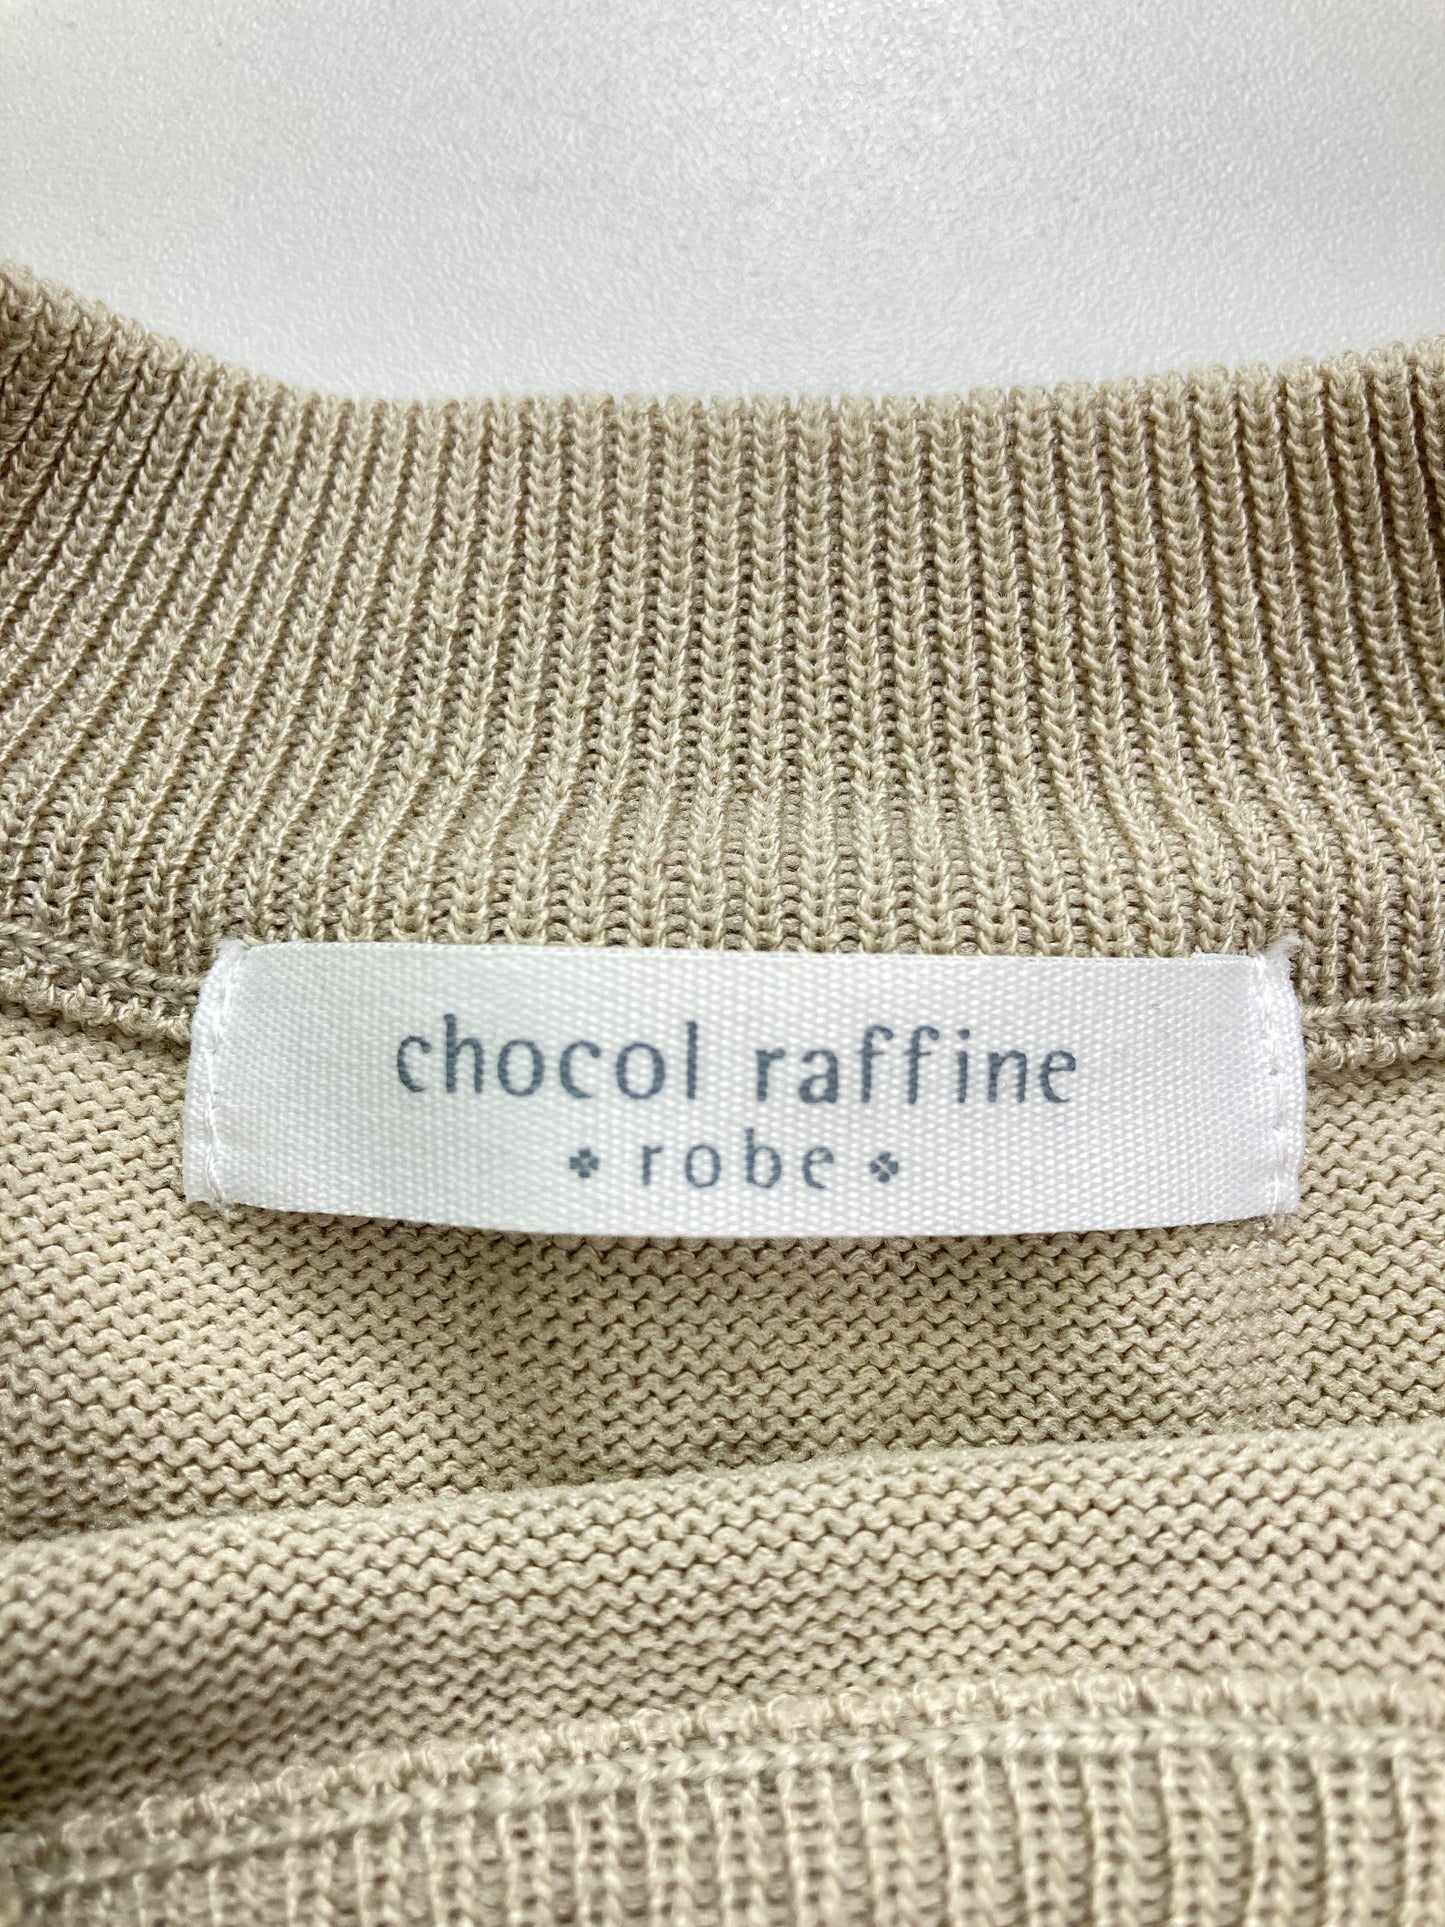 chocol raffine
robe